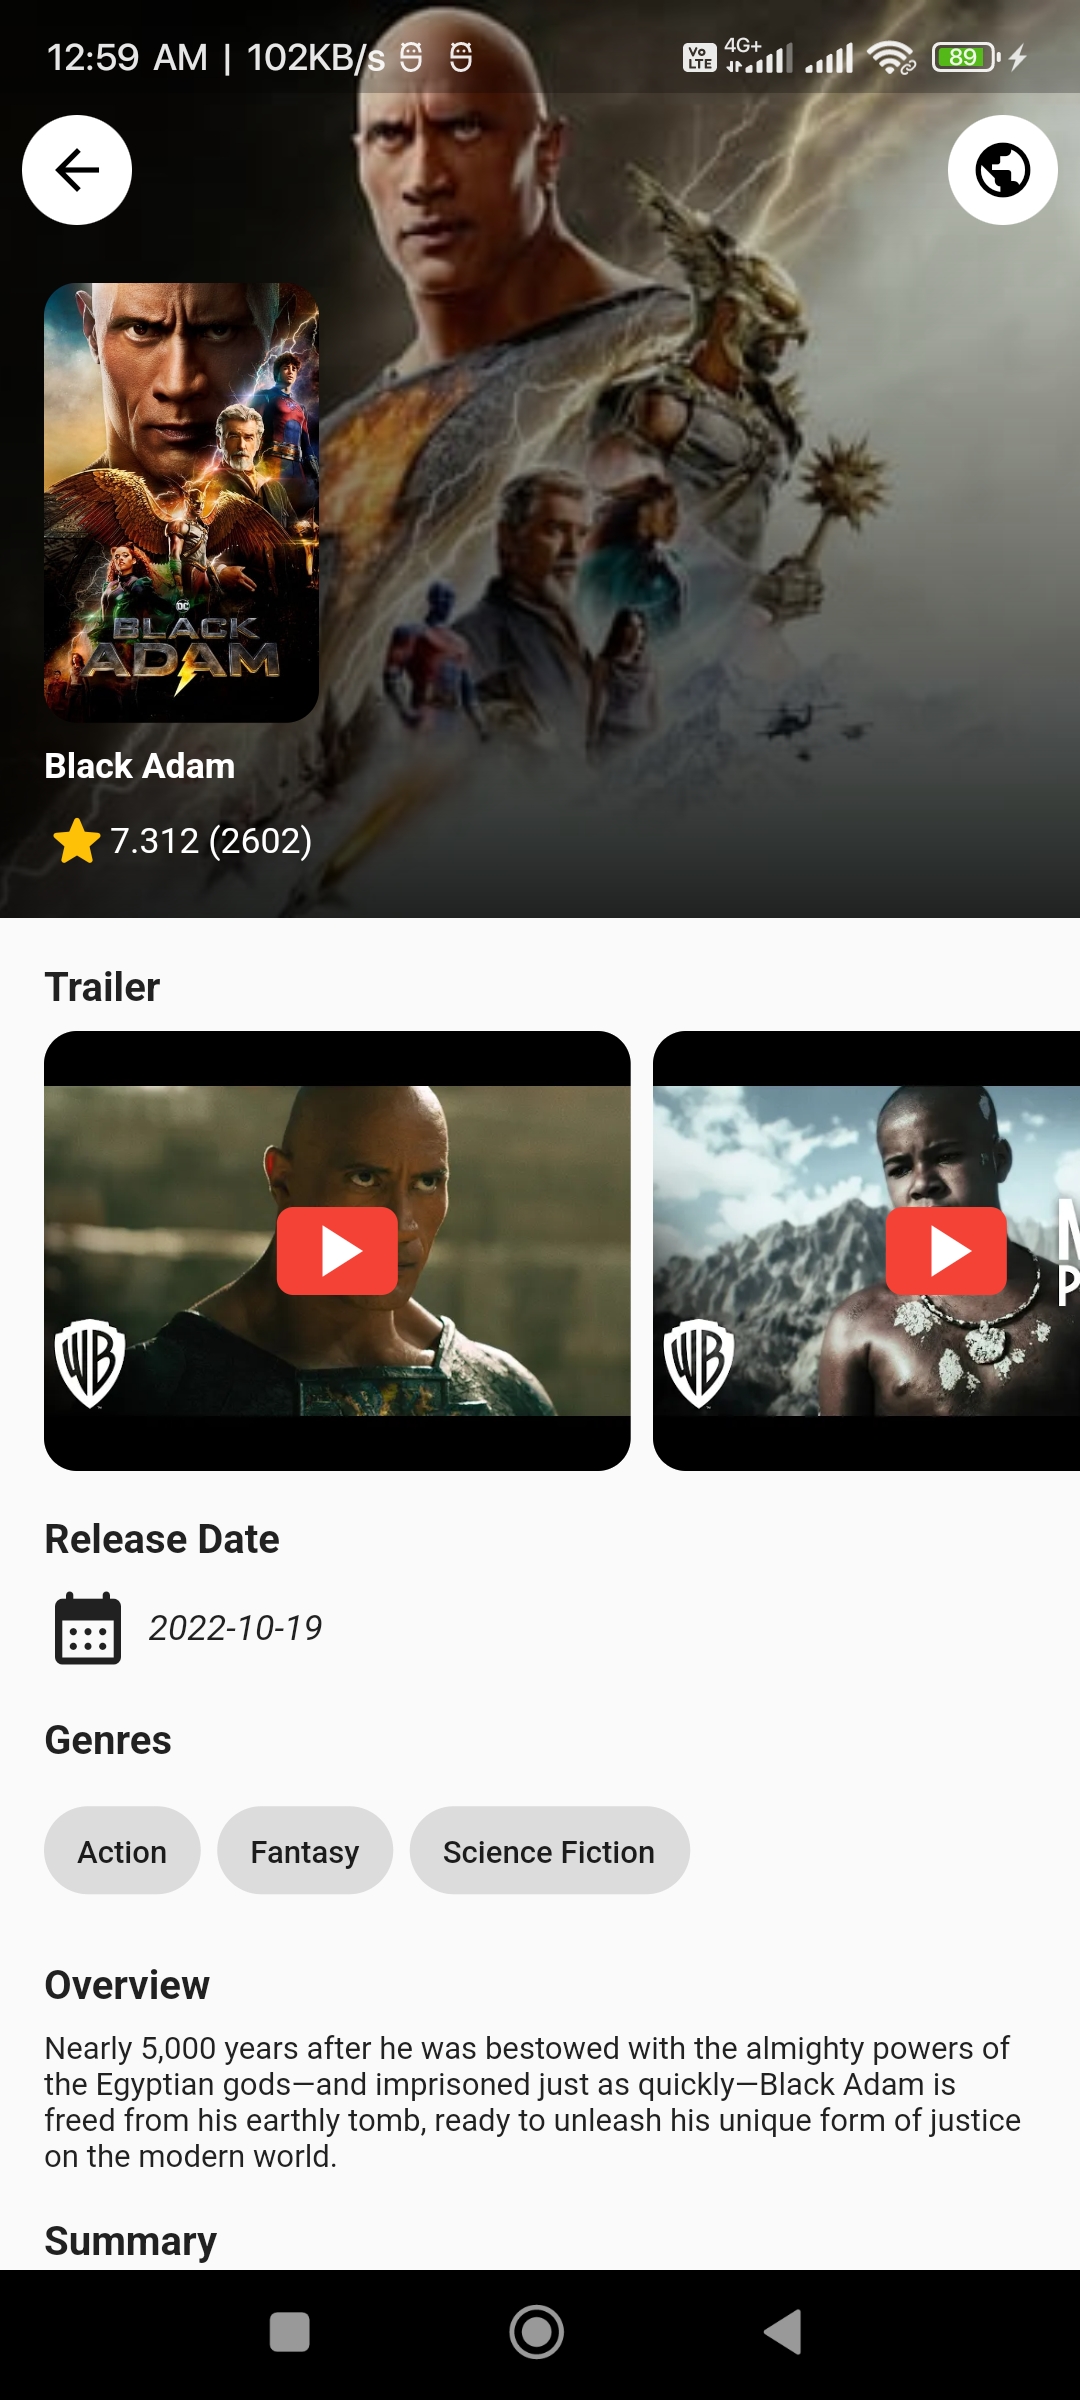 12:59 AM | 102KB/s
Vo LTE 4G+ 89
DC
BLACK
ADAM
Black Adam
7.312 (2602)
Trailer
WB
WB
M
P
Release Date
2022-10-19
Genres
Action Fantasy Science Fiction
Overview
Nearly 5,000 years after he was bestowed with the almighty powers of
the Egyptian gods—and imprisoned just as quickly—Black Adam is
freed from his earthly tomb, ready to unleash his unique form of justice
on the modern world.
Summary